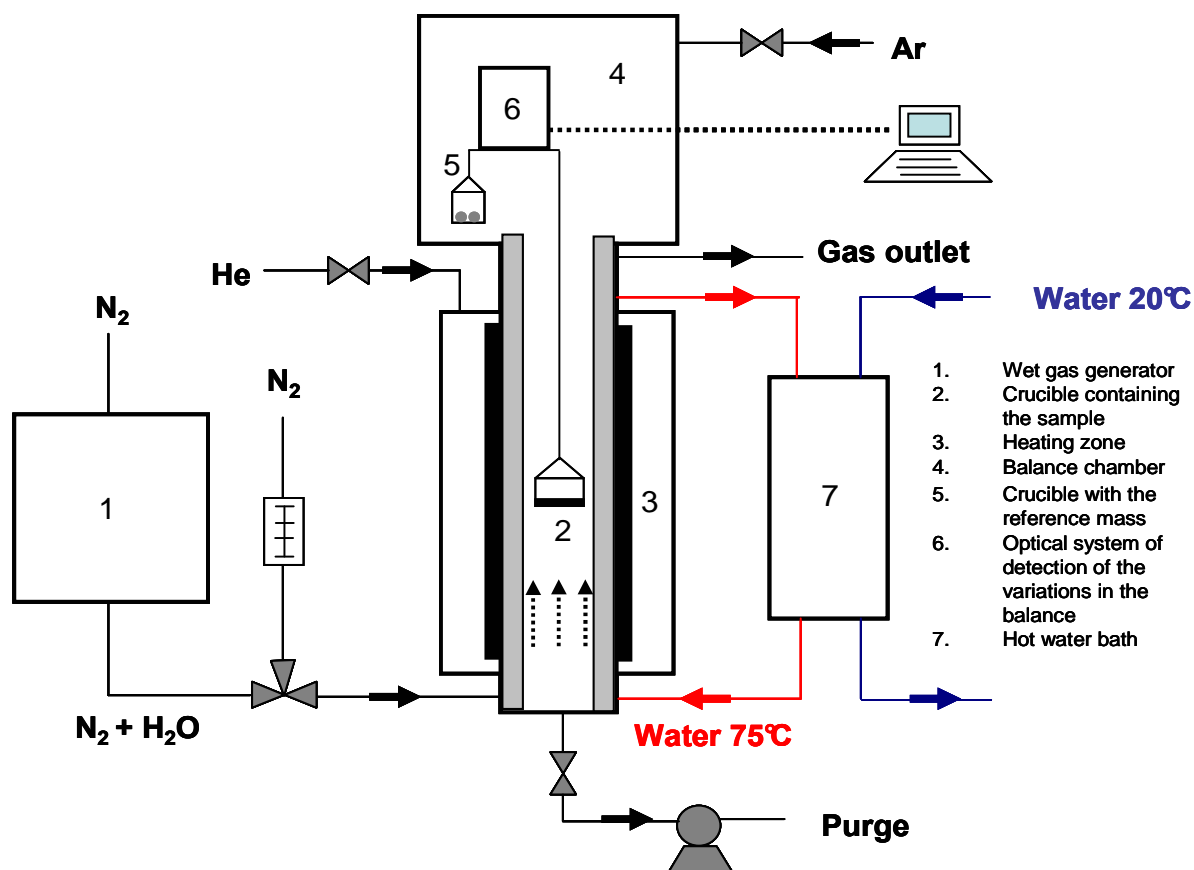 4
Ar
6
5
Gas outlet
He
Water 20°C
N2
N2
1. Wet gas generator
2. Crucible containing
the sample
3. Heating zone
4. Balance chamber
5. Crucible with the
reference mass
6. Optical system of
detection of the
variations in the
balance
7. Hot water bath
1
2
3
7
N2 + H2O
Water 75°C
Purge